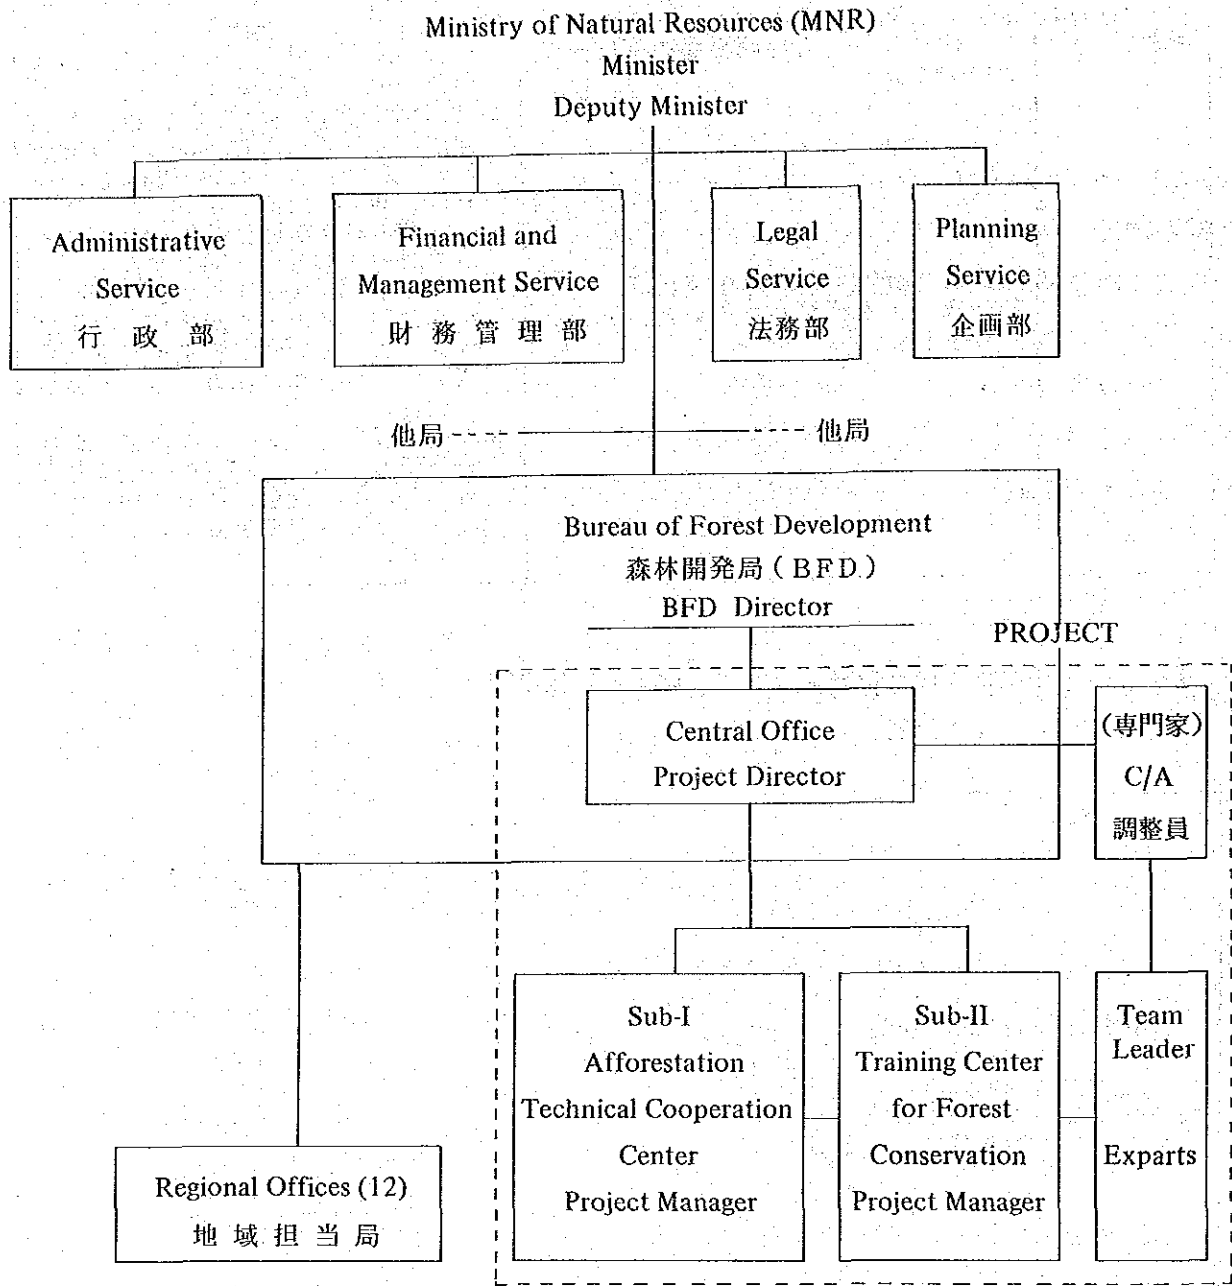 Ministry of Natural Resources (MNR)
Minister
Deputy Minister
Administrative
Service
行政部
Financial and
Management Service
財務管理部
Legal
Service
法務部
Planning
Service
企画部
他局
他局
Bureau of Forest Development
森林開発局(BFD)
BFD Director
PROJECT
Central Office
Project Director
(専門家)
C/A
調整員
Sub-I
Afforestation
Technical Cooperation
Center
Project Manager
Sub-II
Training Center
for Forest
Conservation
Project Manager
Team
Leader
Exparts
Regional Offices (12)
地域担当局